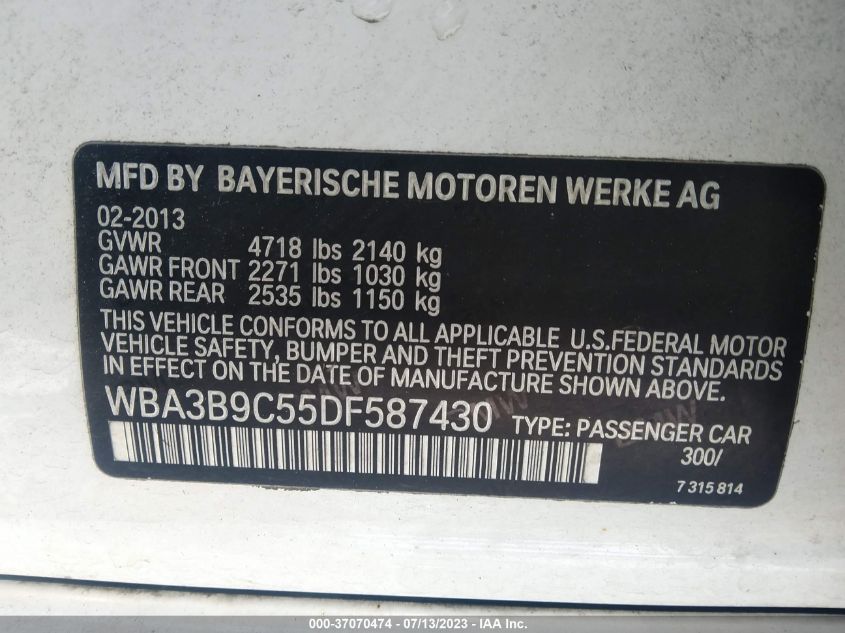 MFD BY BAYERISCHE MOTOREN WERKE AG
02-2013
GVWR 4718 lbs 2140 kg
GAWR FRONT 2271 lbs 1030 kg
GAWR REAR 2535 lbs 1150 kg
THIS VEHICLE CONFORMS TO ALL APPLICABLE U.S.FEDERAL MOTOR
VEHICLE SAFETY, BUMPER AND THEFT PREVENTION STANDARDS
IN EFFECT ON THE DATE OF MANUFACTURE SHOWN ABOVE.
WBA3B9C55DF587430 TYPE: PASSENGER CAR
300/
7 315 814
000-37070474 - 07/13/2023 - IAA Inc.